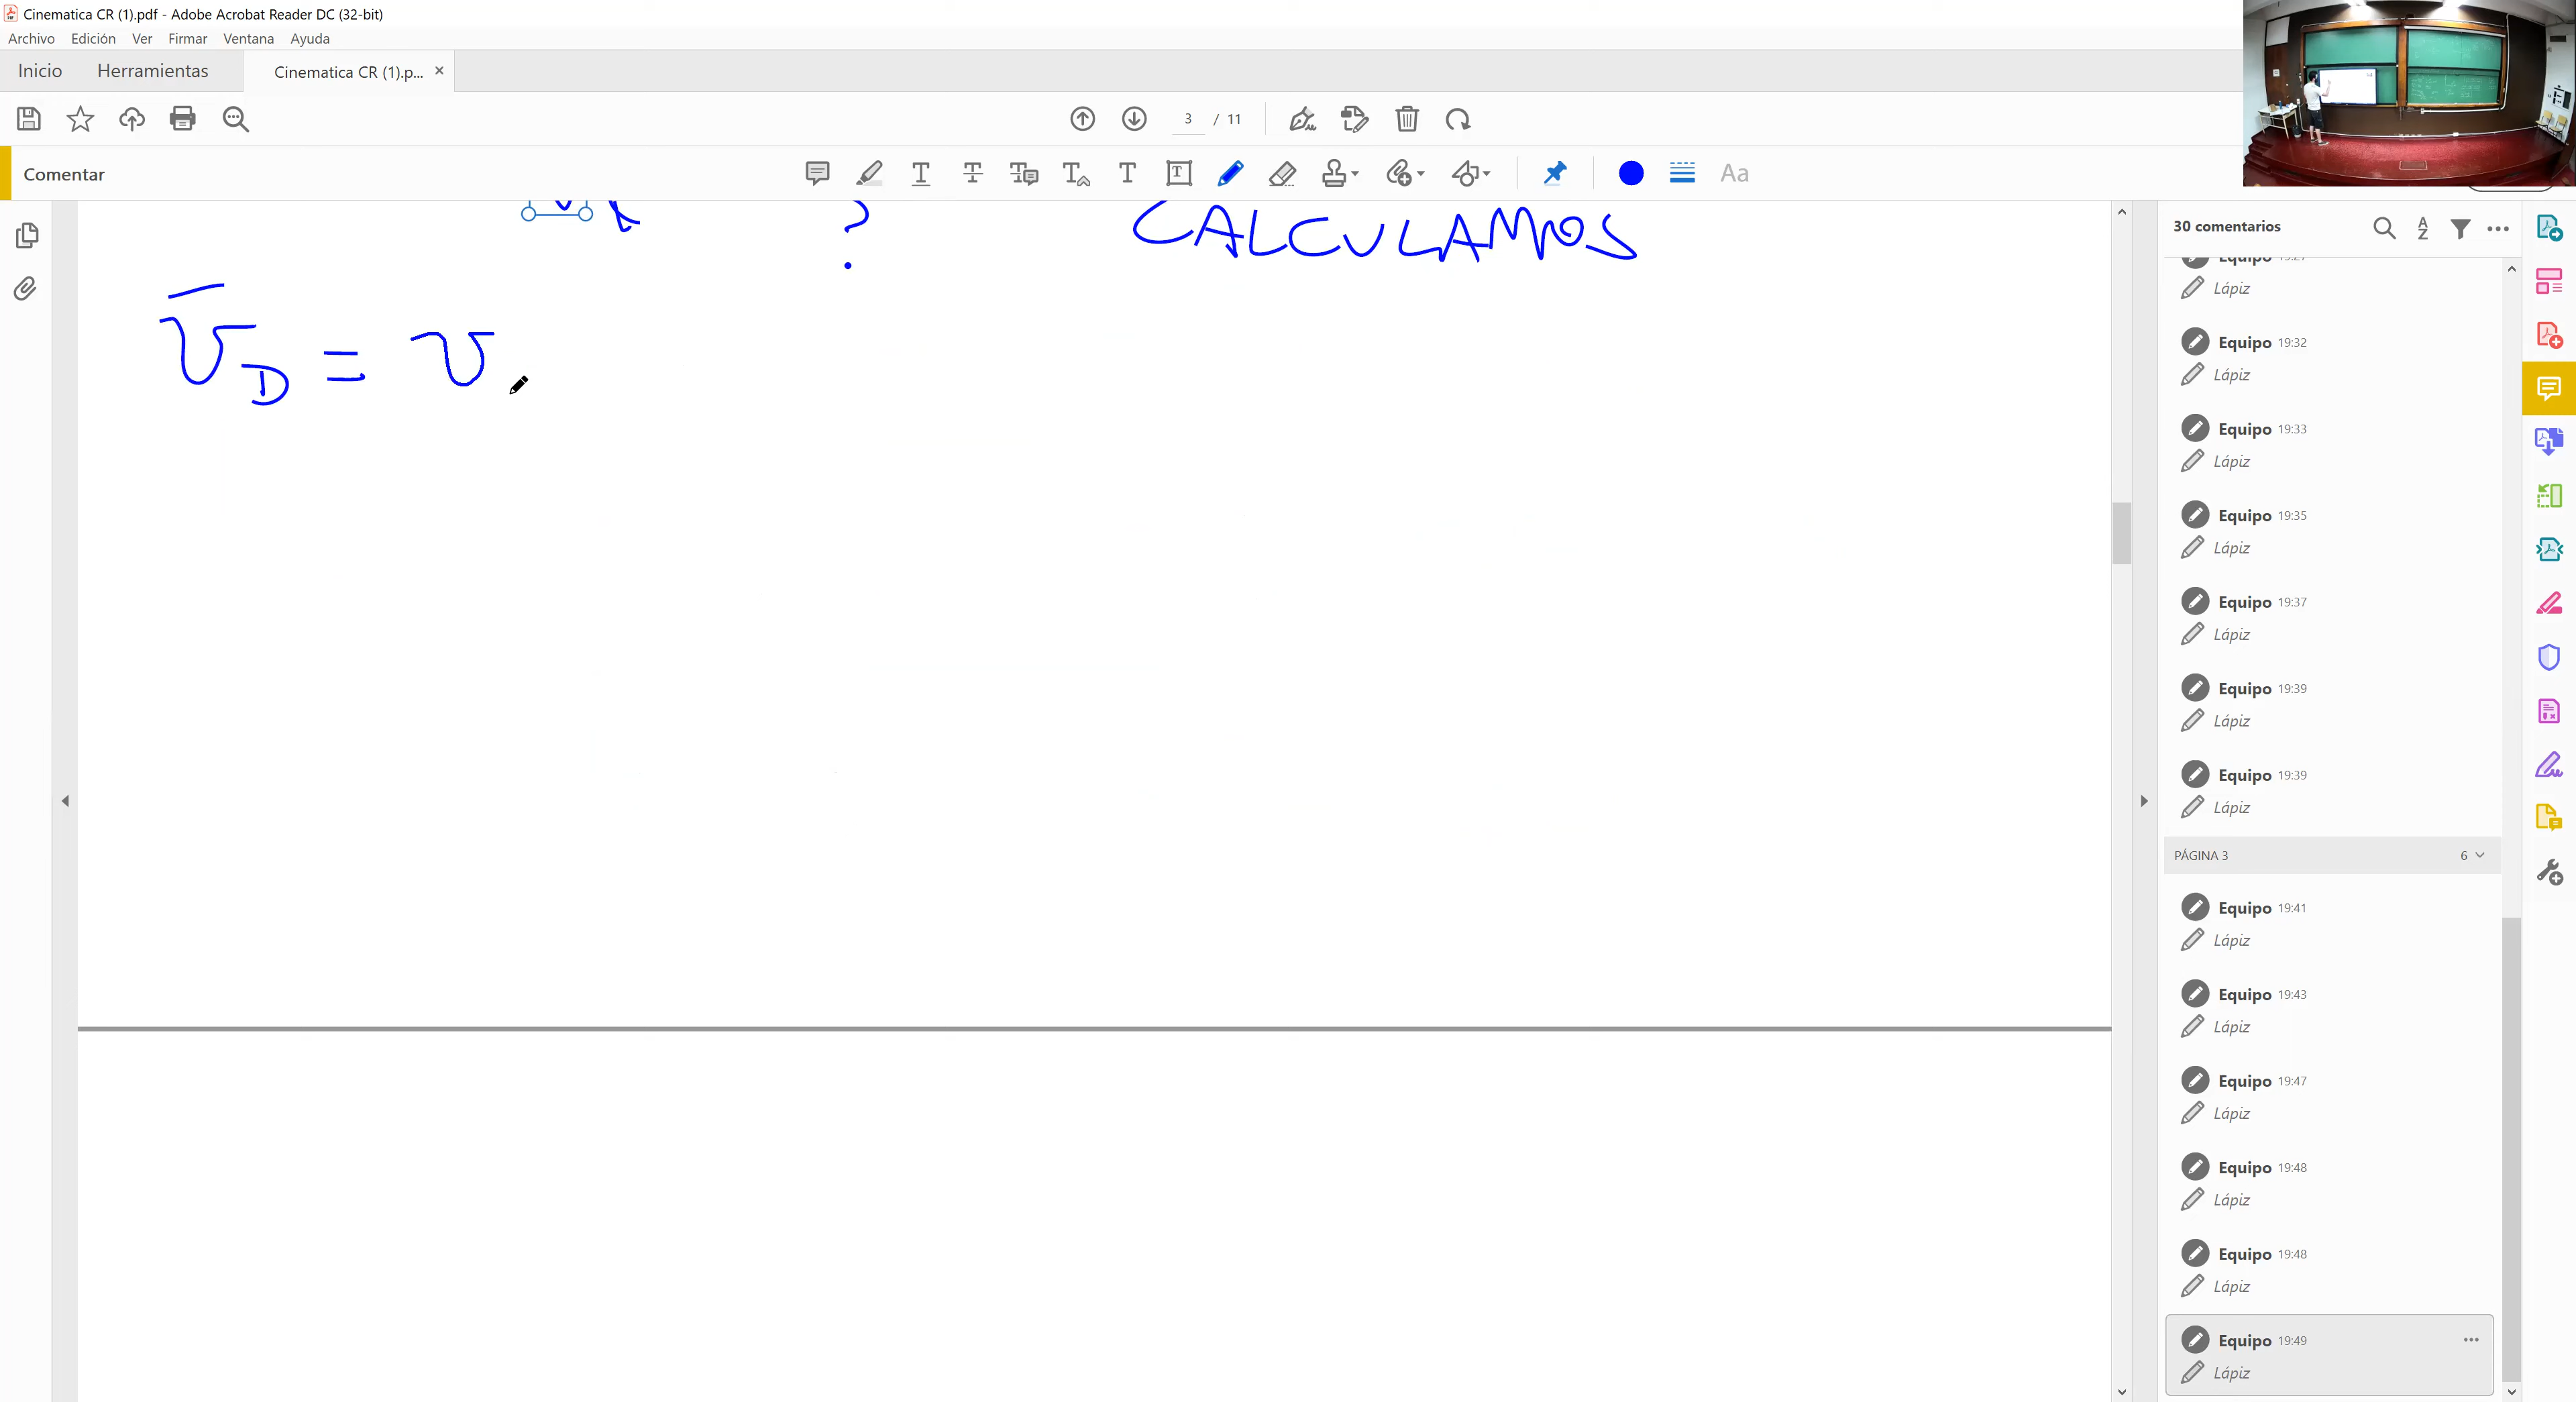 Cinematica CR (1).pdf - Adobe Acrobat Reader DC (32-bit)
Archivo Edición Ver Firmar Ventana Ayuda
Inicio Herramientas Cinematica CR (1).p... ×
3 / 11
Comentar
Aa
30 comentarios
? CALCULAMOS
v̅_D = v
Lápiz
Equipo 19:32
Lápiz
Equipo 19:33
Lápiz
Equipo 19:35
Lápiz
Equipo 19:37
Lápiz
Equipo 19:39
Lápiz
Equipo 19:39
Lápiz
PÁGINA 3 6
Equipo 19:41
Lápiz
Equipo 19:43
Lápiz
Equipo 19:47
Lápiz
Equipo 19:48
Lápiz
Equipo 19:48
Lápiz
Equipo 19:49
Lápiz